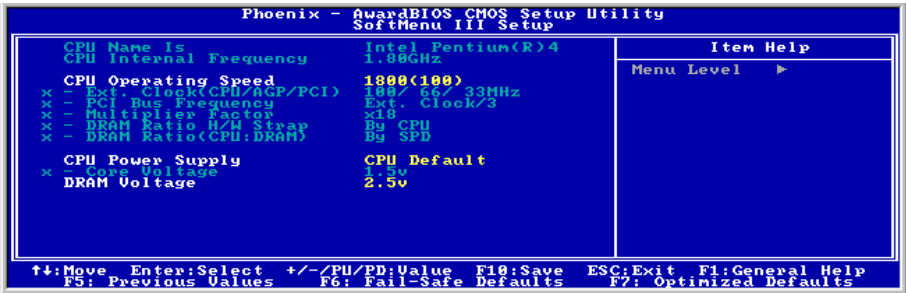 Phoenix - AwardBIOS CMOS Setup Utility
SoftMenu III Setup
CPU Name Is Intel Pentium(R)4
CPU Internal Frequency 1.80GHz
CPU Operating Speed 1800(100)
x - Ext. Clock(CPU/AGP/PCI) 100/ 66/ 33MHz
x - PCI Bus Frequency Ext. Clock/3
x - Multiplier Factor x18
x - DRAM Ratio H/W Strap By CPU
x - DRAM Ratio(CPU:DRAM) By SPD
CPU Power Supply CPU Default
x - Core Voltage 1.5v
DRAM Voltage 2.5v
Item Help
Menu Level ►
↑↓:Move Enter:Select +/-/PU/PD:Value F10:Save ESC:Exit F1:General Help
F5: Previous Values F6: Fail-Safe Defaults F7: Optimized Defaults